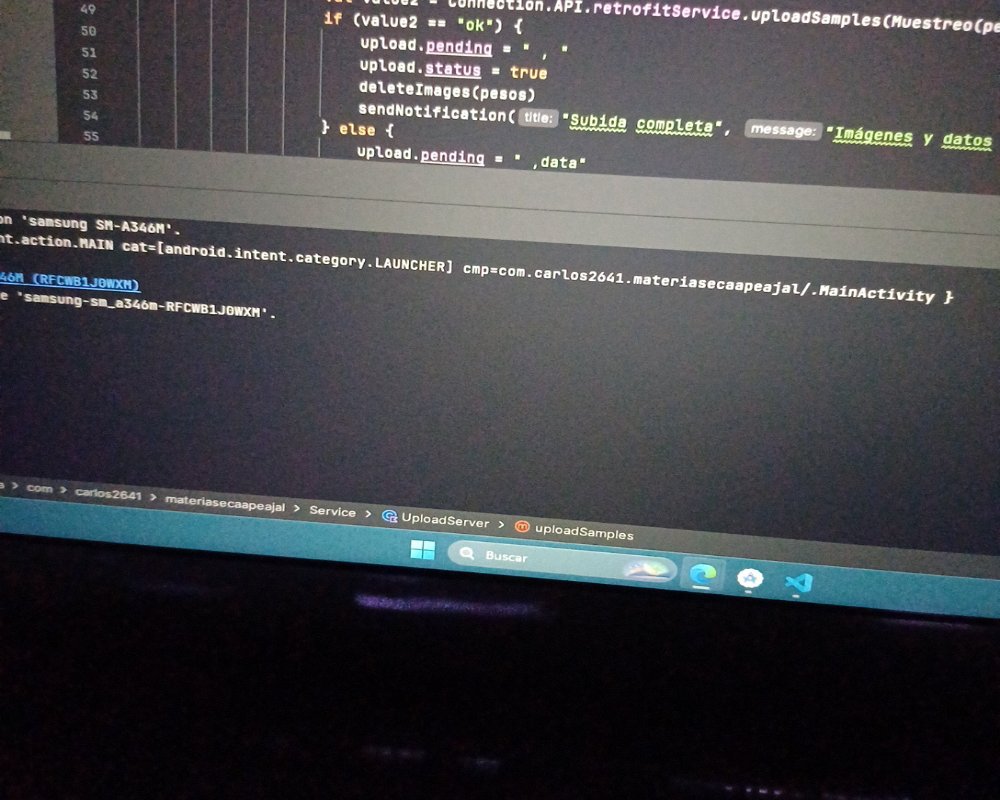 49
Connection.API.retrofitService.uploadSamples(Muestreo(pe
50 if (value2 == "ok") {
51 upload.pending = " , "
52 upload.status = true
53 deleteImages(pesos)
54 sendNotification( title: "Subida completa", message: "Imágenes y datos
55 } else {
upload.pending = " ,data"
on 'samsung SM-A346M'.
nt.action.MAIN cat=[android.intent.category.LAUNCHER] cmp=com.carlos2641.materiasecaapeajal/.MainActivity }
46M (RFCWB1J0WXM)
e 'samsung-sm_a346m-RFCWB1J0WXM'.
a > com > carlos2641 > materiasecaapeajal > Service > UploadServer > uploadSamples
Buscar